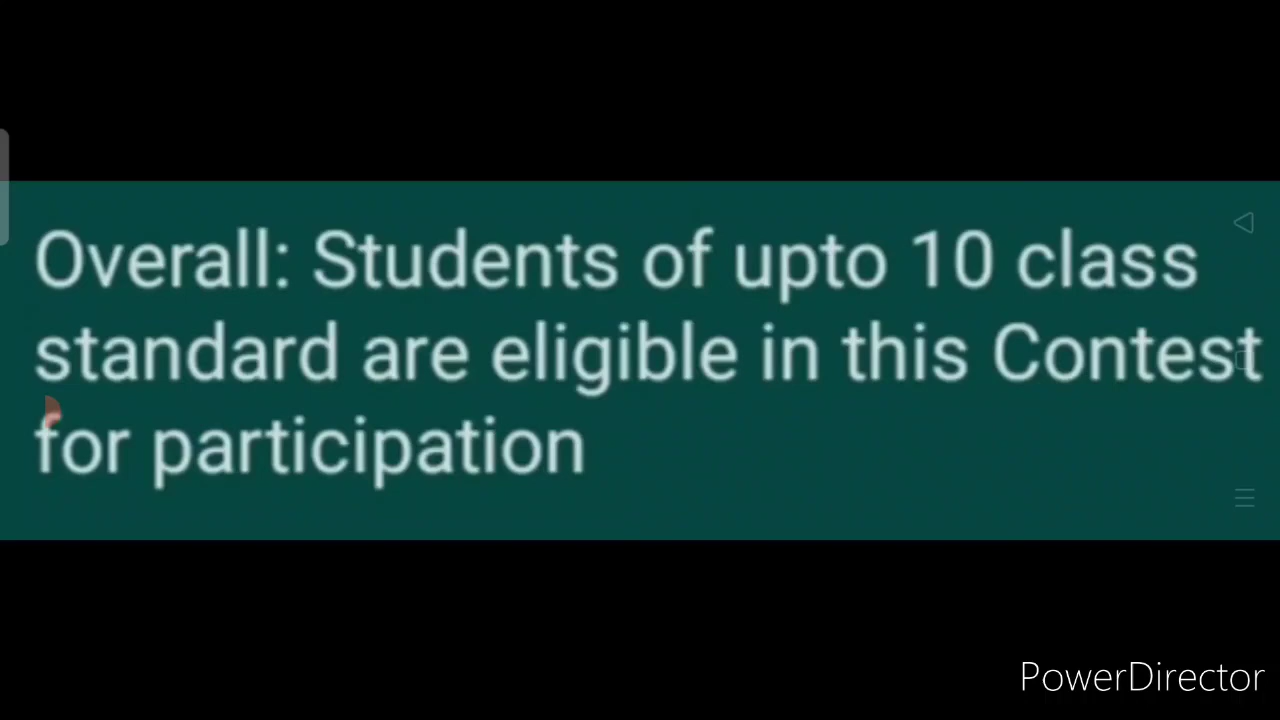 Overall: Students of upto 10 class
standard are eligible in this Contest
for participation
PowerDirector